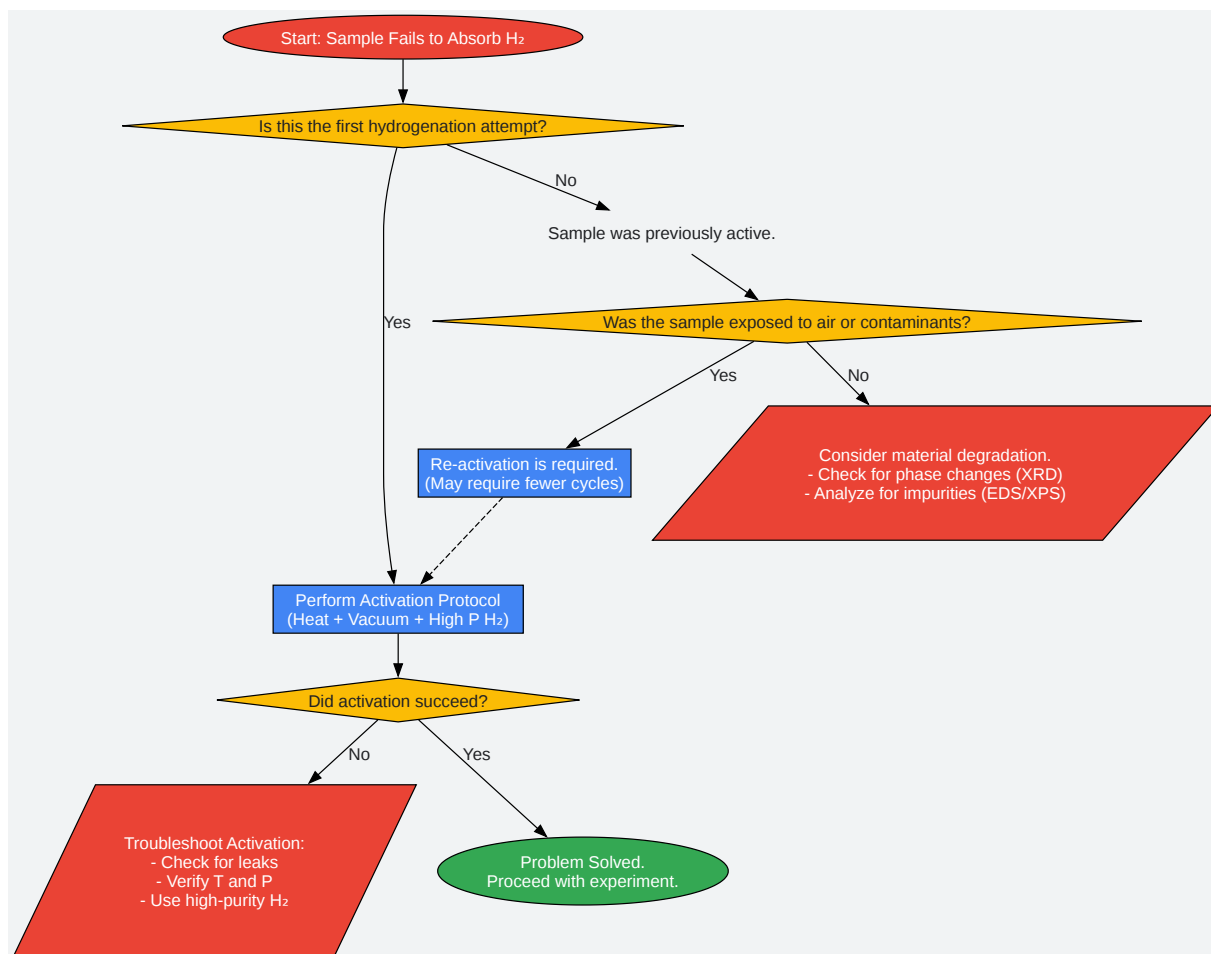 Start: Sample Fails to Absorb H₂
Is this the first hydrogenation attempt?
No
Sample was previously active.
Yes
Was the sample exposed to air or contaminants?
Yes
No
Re-activation is required.
(May require fewer cycles)
Consider material degradation.
- Check for phase changes (XRD)
- Analyze for impurities (EDS/XPS)
Perform Activation Protocol
(Heat + Vacuum + High P H₂)
Did activation succeed?
No
Yes
Troubleshoot Activation:
- Check for leaks
- Verify T and P
- Use high-purity H₂
Problem Solved.
Proceed with experiment.